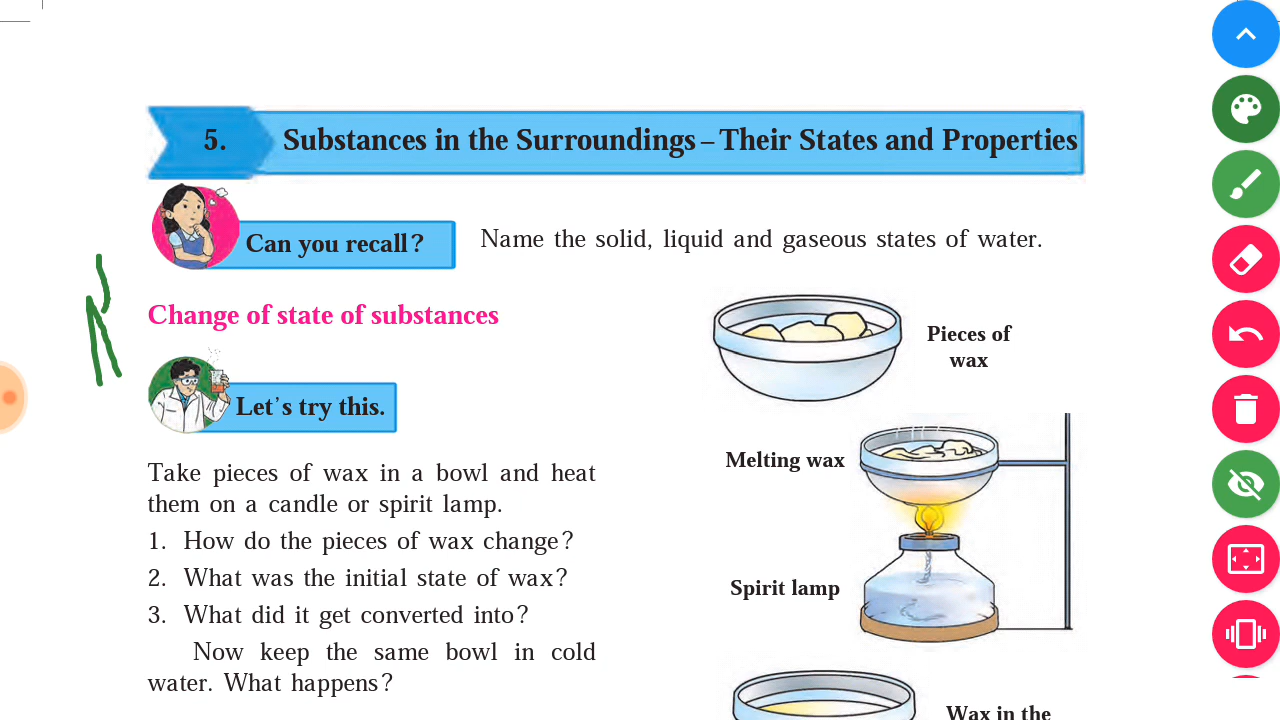 5. Substances in the Surroundings – Their States and Properties
Can you recall?
Name the solid, liquid and gaseous states of water.
Change of state of substances
Let's try this.
Take pieces of wax in a bowl and heat
them on a candle or spirit lamp.
1. How do the pieces of wax change?
2. What was the initial state of wax?
3. What did it get converted into?
Now keep the same bowl in cold
water. What happens?
Pieces of
wax
Melting wax
Spirit lamp
Wax in the